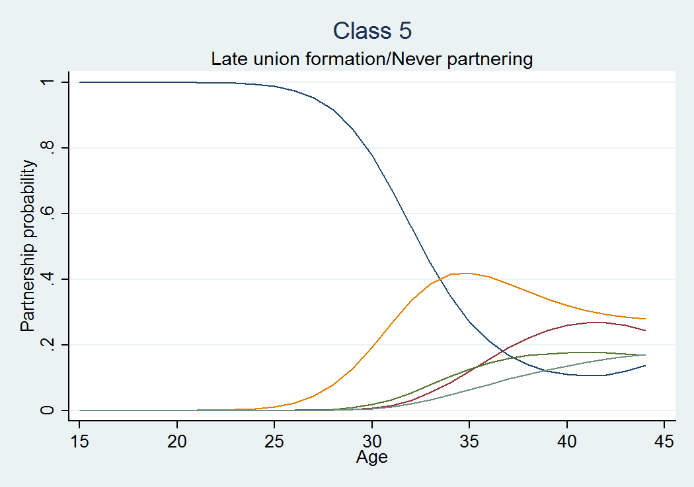 Class 5
Late union formation/Never partnering
Partnership probability
1
.8
.6
.4
.2
0
15 20 25 30 35 40 45
Age